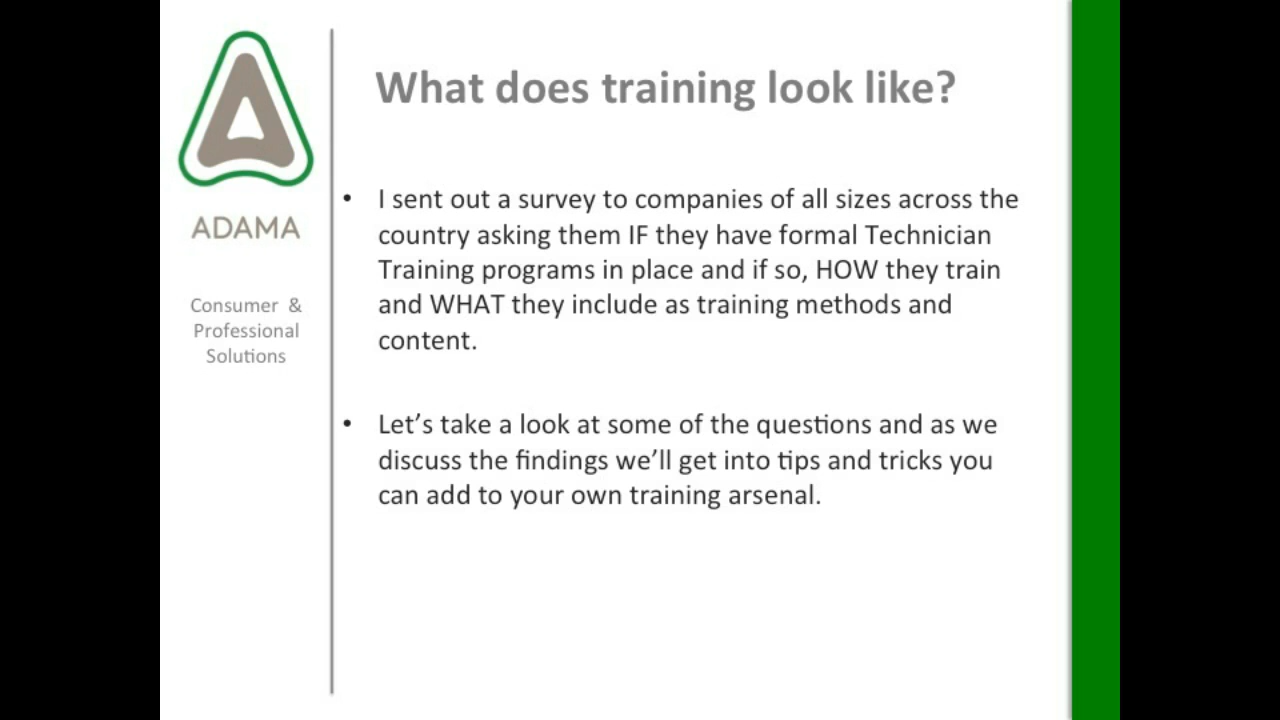 ADAMA
Consumer &
Professional
Solutions
What does training look like?
• I sent out a survey to companies of all sizes across the
country asking them IF they have formal Technician
Training programs in place and if so, HOW they train
and WHAT they include as training methods and
content.
• Let’s take a look at some of the questions and as we
discuss the findings we’ll get into tips and tricks you
can add to your own training arsenal.